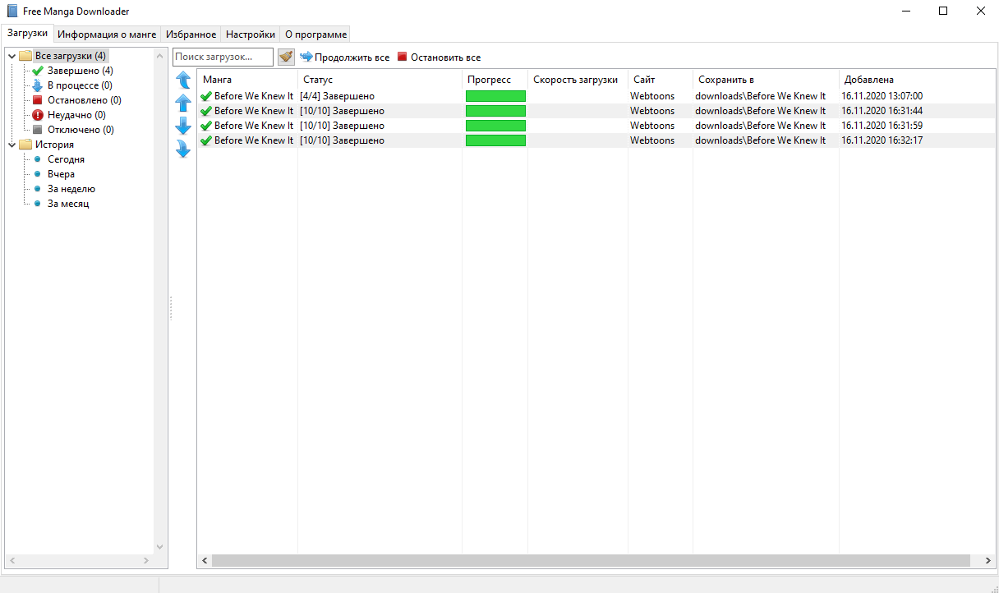 Free Manga Downloader
Загрузки Информация о манге Избранное Настройки О программе
Все загрузки (4)
Завершено (4)
В процессе (0)
Остановлено (0)
Неудачно (0)
Отключено (0)
История
Сегодня
Вчера
За неделю
За месяц
Поиск загрузок... Продолжить все Остановить все
Манга Статус Прогресс Скорость загрузки Сайт Сохранить в Добавлена
Before We Knew It [4/4] Завершено Webtoons downloads\Before We Knew It 16.11.2020 13:07:00
Before We Knew It [10/10] Завершено Webtoons downloads\Before We Knew It 16.11.2020 16:31:44
Before We Knew It [10/10] Завершено Webtoons downloads\Before We Knew It 16.11.2020 16:31:59
Before We Knew It [10/10] Завершено Webtoons downloads\Before We Knew It 16.11.2020 16:32:17